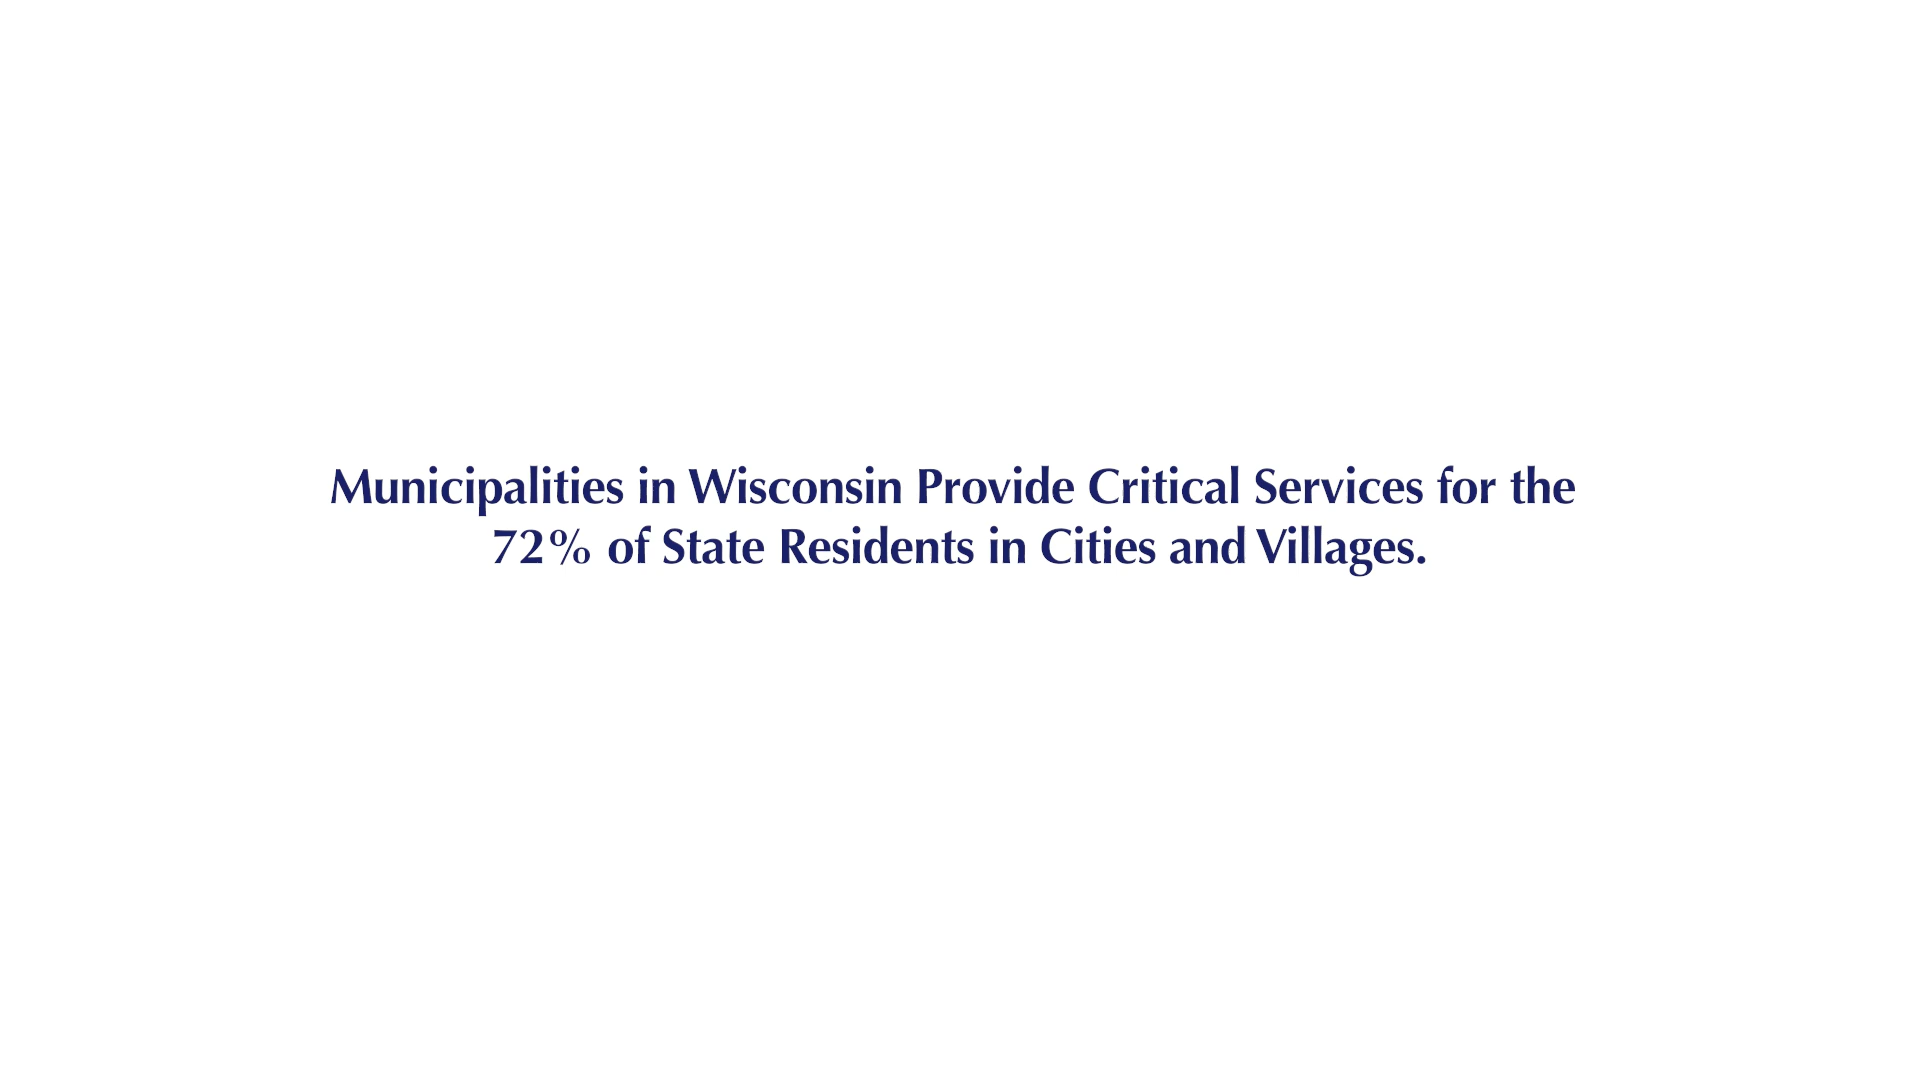 Municipalities in Wisconsin Provide Critical Services for the
72% of State Residents in Cities and Villages.